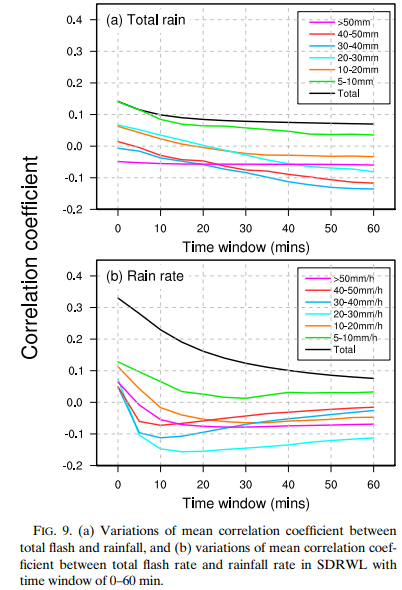 (a) Total rain
>50mm
40-50mm
30-40mm
20-30mm
10-20mm
5-10mm
Total
0.4
0.3
0.2
0.1
0.0
-0.1
-0.2
0 10 20 30 40 50 60
Time window (mins)
Correlation coefficient
(b) Rain rate
>50mm/h
40-50mm/h
30-40mm/h
20-30mm/h
10-20mm/h
5-10mm/h
Total
0.4
0.3
0.2
0.1
0.0
-0.1
-0.2
0 10 20 30 40 50 60
Time window (mins)
FIG. 9. (a) Variations of mean correlation coefficient between
total flash and rainfall, and (b) variations of mean correlation coef-
ficient between total flash rate and rainfall rate in SDRWL with
time window of 0–60 min.